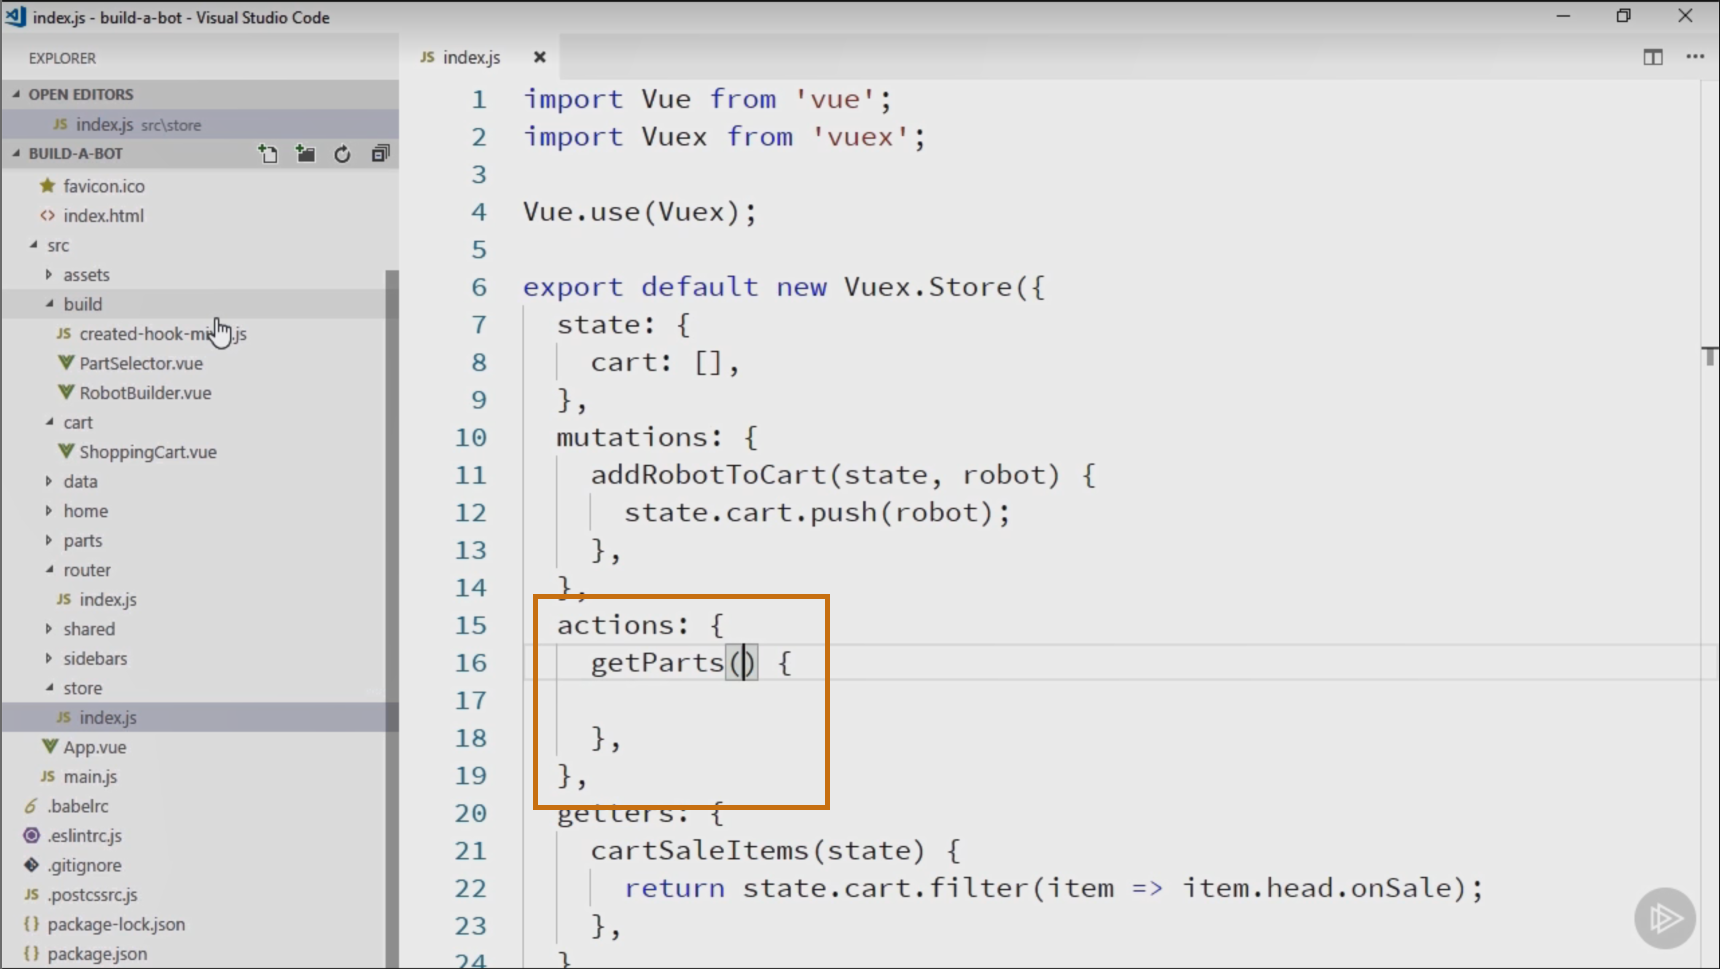 index.js - build-a-bot - Visual Studio Code
EXPLORER
OPEN EDITORS
JS index.js src\store
BUILD-A-BOT
favicon.ico
<> index.html
src
assets
build
JS created-hook-mi .js
PartSelector.vue
RobotBuilder.vue
cart
ShoppingCart.vue
data
home
parts
router
JS index.js
shared
sidebars
store
JS index.js
App.vue
JS main.js
.babelrc
.eslintrc.js
.gitignore
JS .postcssrc.js
{} package-lock.json
{} package.json
JS index.js
1 import Vue from 'vue';
2 import Vuex from 'vuex';
3
4 Vue.use(Vuex);
5
6 export default new Vuex.Store({
7 state: {
8 cart: [],
9 },
10 mutations: {
11 addRobotToCart(state, robot) {
12 state.cart.push(robot);
13 },
14 },
15 actions: {
16 getParts() {
17
18 },
19 },
20 getters: {
21 cartSaleItems(state) {
22 return state.cart.filter(item => item.head.onSale);
23 },
24 }